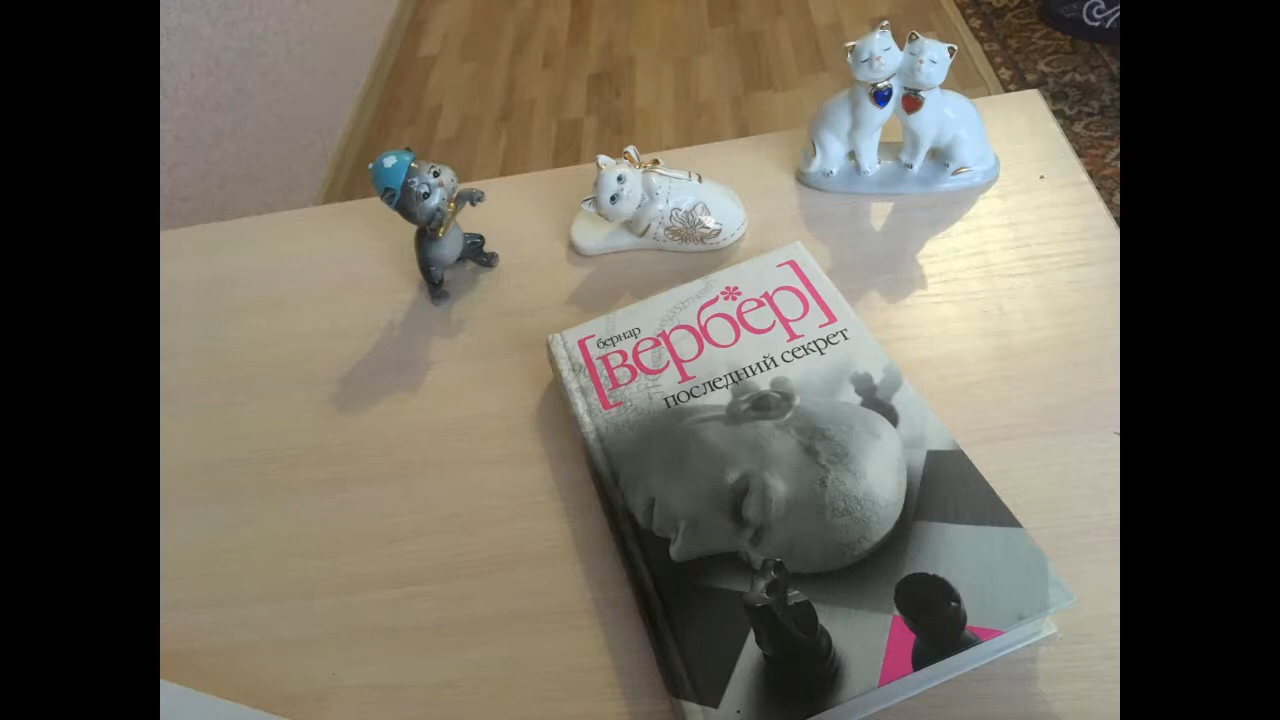 бернар
[вербер]*
последний секрет